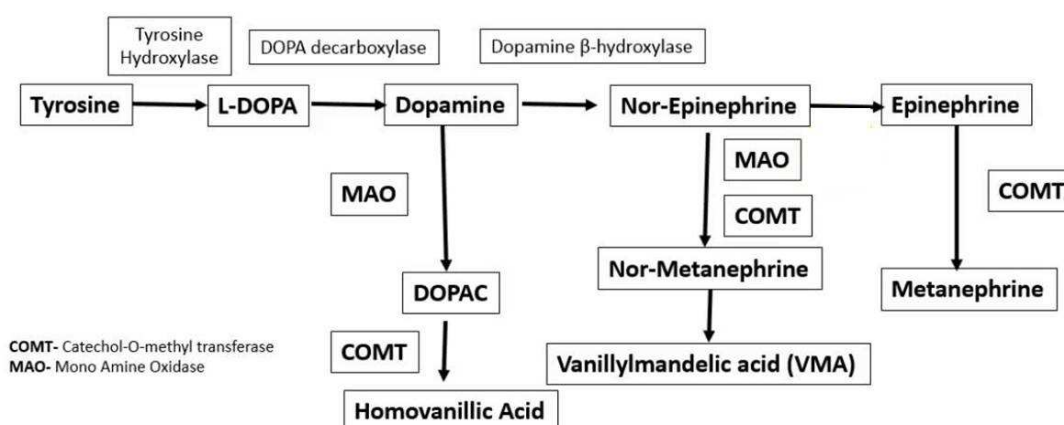 Tyrosine
Hydroxylase
DOPA decarboxylase
Dopamine β-hydroxylase
Tyrosine
L-DOPA
Dopamine
Nor-Epinephrine
Epinephrine
MAO
MAO
COMT
COMT
Nor-Metanephrine
DOPAC
Metanephrine
COMT- Catechol-O-methyl transferase
MAO- Mono Amine Oxidase
COMT
Vanillylmandelic acid (VMA)
Homovanillic Acid